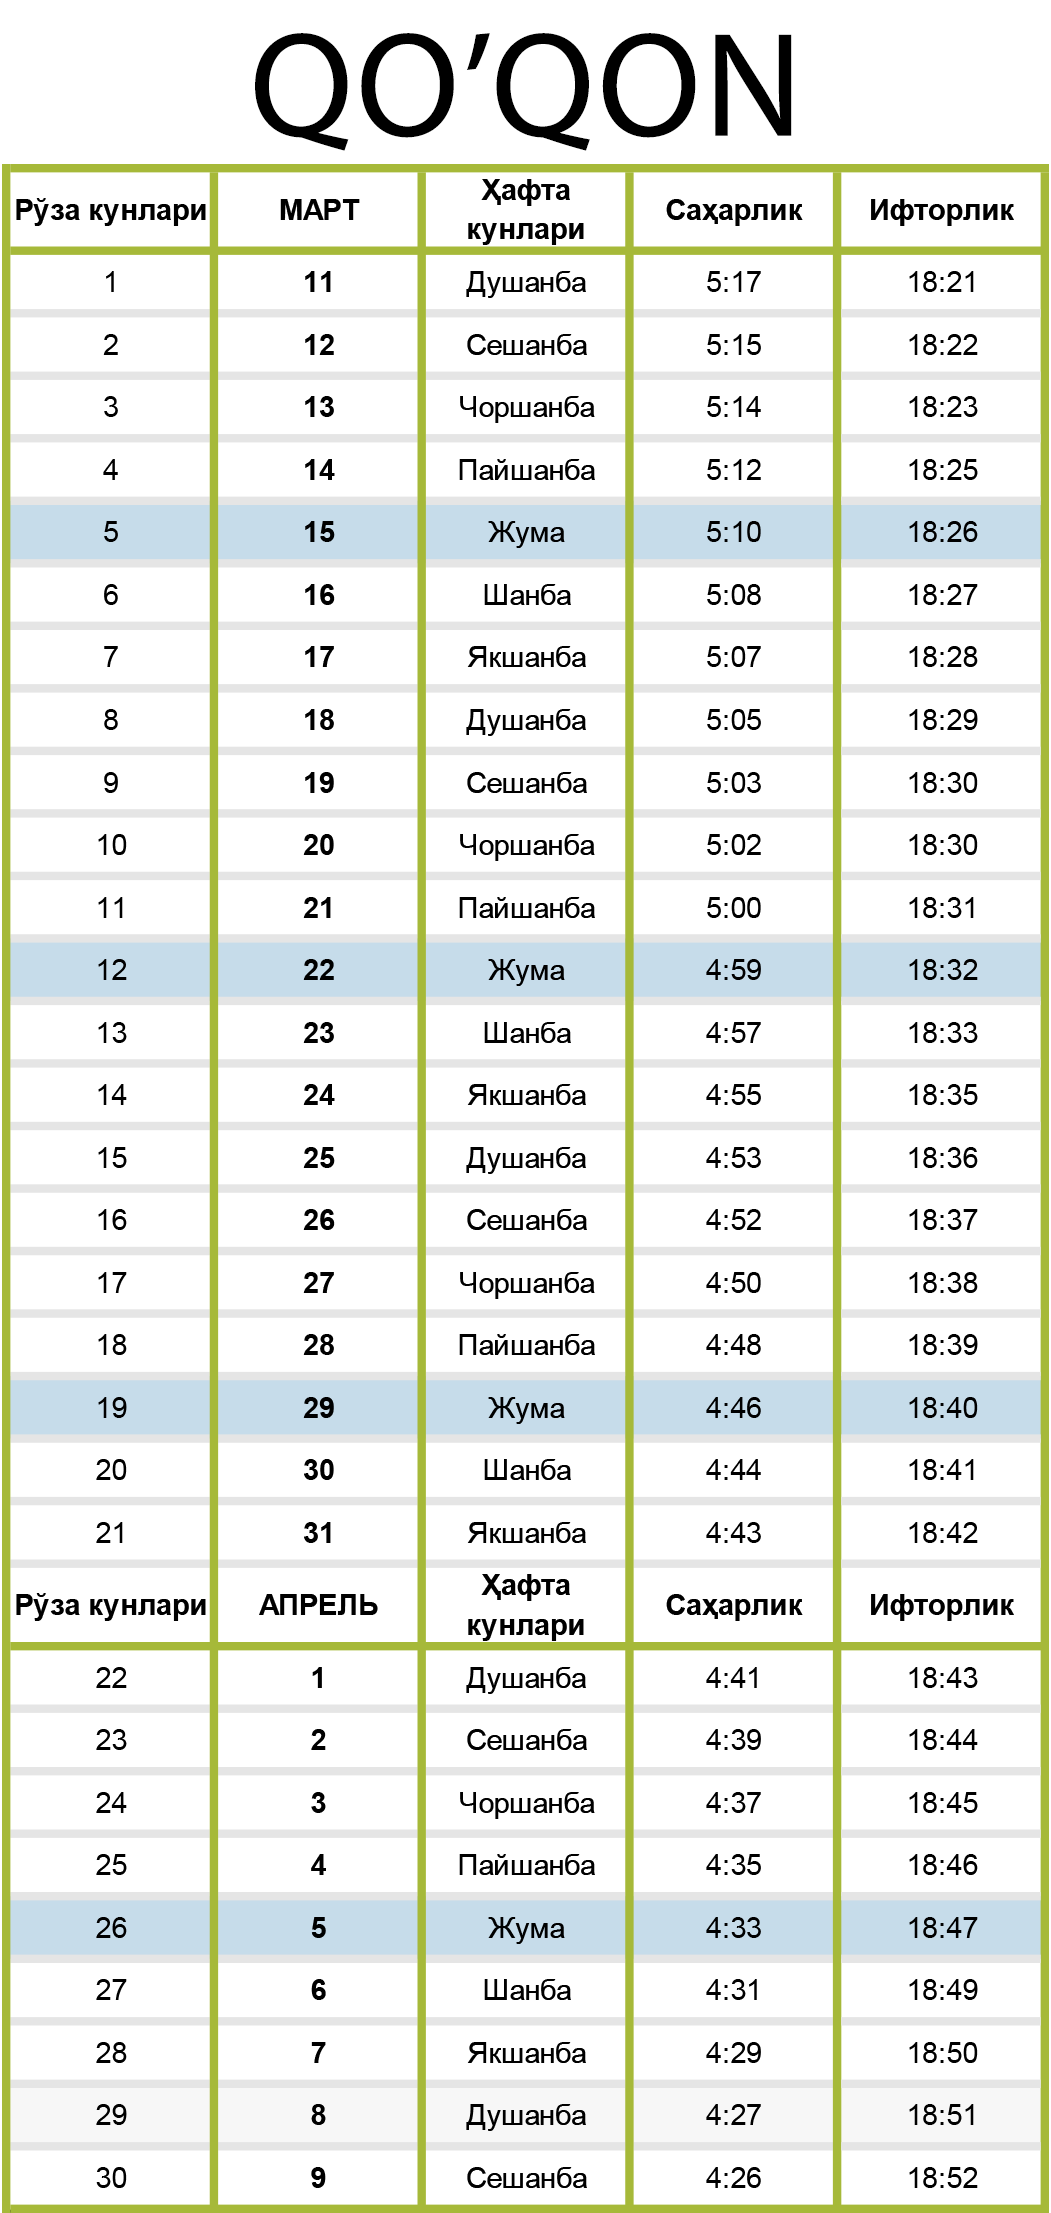 QO’QON
Рўза кунлари МАРТ Ҳафта кунлари Саҳарлик Ифторлик
1 11 Душанба 5:17 18:21
2 12 Сешанба 5:15 18:22
3 13 Чоршанба 5:14 18:23
4 14 Пайшанба 5:12 18:25
5 15 Жума 5:10 18:26
6 16 Шанба 5:08 18:27
7 17 Якшанба 5:07 18:28
8 18 Душанба 5:05 18:29
9 19 Сешанба 5:03 18:30
10 20 Чоршанба 5:02 18:30
11 21 Пайшанба 5:00 18:31
12 22 Жума 4:59 18:32
13 23 Шанба 4:57 18:33
14 24 Якшанба 4:55 18:35
15 25 Душанба 4:53 18:36
16 26 Сешанба 4:52 18:37
17 27 Чоршанба 4:50 18:38
18 28 Пайшанба 4:48 18:39
19 29 Жума 4:46 18:40
20 30 Шанба 4:44 18:41
21 31 Якшанба 4:43 18:42
Рўза кунлари АПРЕЛЬ Ҳафта кунлари Саҳарлик Ифторлик
22 1 Душанба 4:41 18:43
23 2 Сешанба 4:39 18:44
24 3 Чоршанба 4:37 18:45
25 4 Пайшанба 4:35 18:46
26 5 Жума 4:33 18:47
27 6 Шанба 4:31 18:49
28 7 Якшанба 4:29 18:50
29 8 Душанба 4:27 18:51
30 9 Сешанба 4:26 18:52